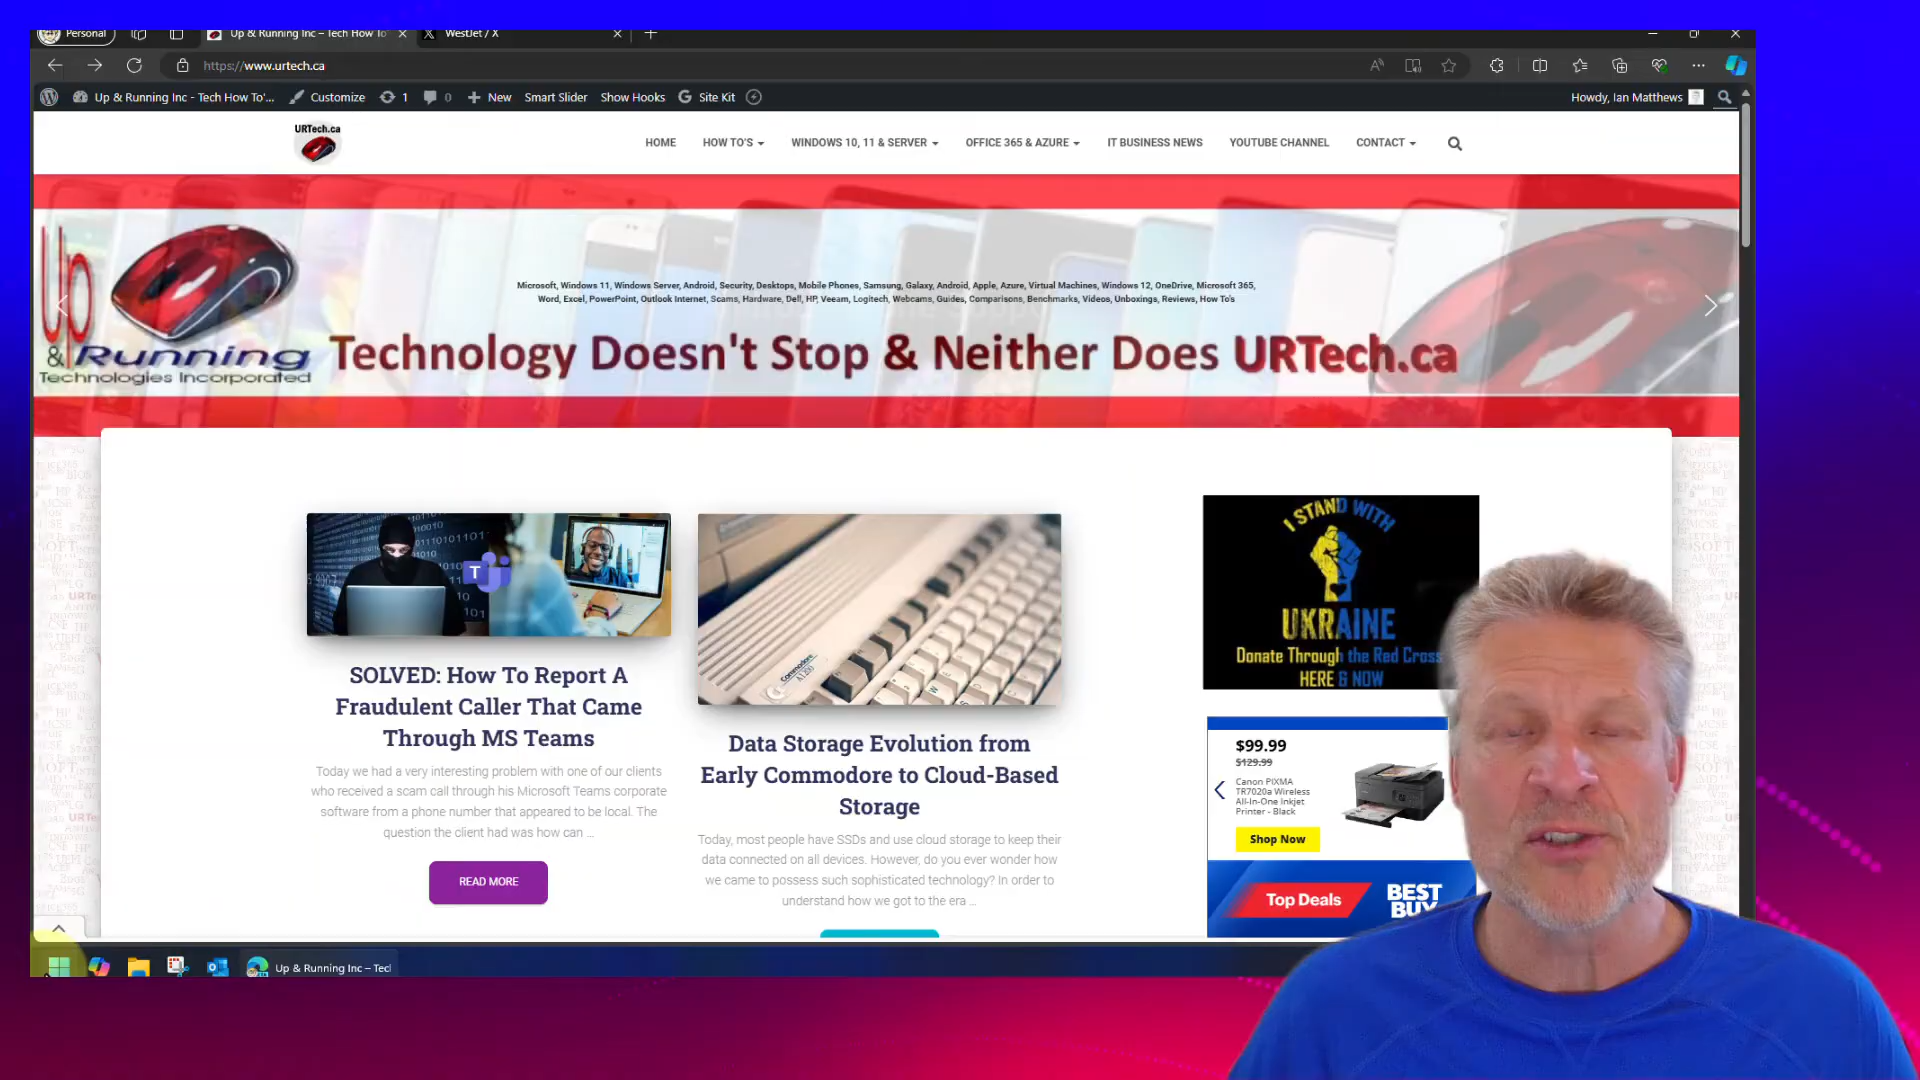 Personal
Up & Running Inc – Tech How To
WestJet / X
https://www.urtech.ca
Up & Running Inc - Tech How To'...
Customize
1
0
New
Smart Slider
Show Hooks
Site Kit
Howdy, Ian Matthews
URTech.ca
HOME
HOW TO'S
WINDOWS 10, 11 & SERVER
OFFICE 365 & AZURE
IT BUSINESS NEWS
YOUTUBE CHANNEL
CONTACT
Microsoft, Windows 11, Windows Server, Android, Security, Desktops, Mobile Phones, Samsung, Galaxy, Android, Apple, Azure, Virtual Machines, Windows 12, OneDrive, Microsoft 365,
Word, Excel, PowerPoint, Outlook Internet, Scams, Hardware, Dell, HP, Veeam, Logitech, Webcams, Guides, Comparisons, Benchmarks, Videos, Unboxings, Reviews, How To's
Up
& Running
Technologies Incorporated
Technology Doesn't Stop & Neither Does URTech.ca
T
SOLVED: How To Report A
Fraudulent Caller That Came
Through MS Teams
Today we had a very interesting problem with one of our clients
who received a scam call through his Microsoft Teams corporate
software from a phone number that appeared to be local. The
question the client had was how can ...
READ MORE
Commodore
A1200
Data Storage Evolution from
Early Commodore to Cloud-Based
Storage
Today, most people have SSDs and use cloud storage to keep their
data connected on all devices. However, do you ever wonder how
we came to possess such sophisticated technology? In order to
understand how we got to the era ...
I STAND WITH
UKRAINE
Donate Through the Red Cross
HERE & NOW
$99.99
$129.99
Canon PIXMA
TR7020a Wireless
All-In-One Inkjet
Printer - Black
Shop Now
Top Deals
BEST
BUY
Up & Running Inc – Tecl